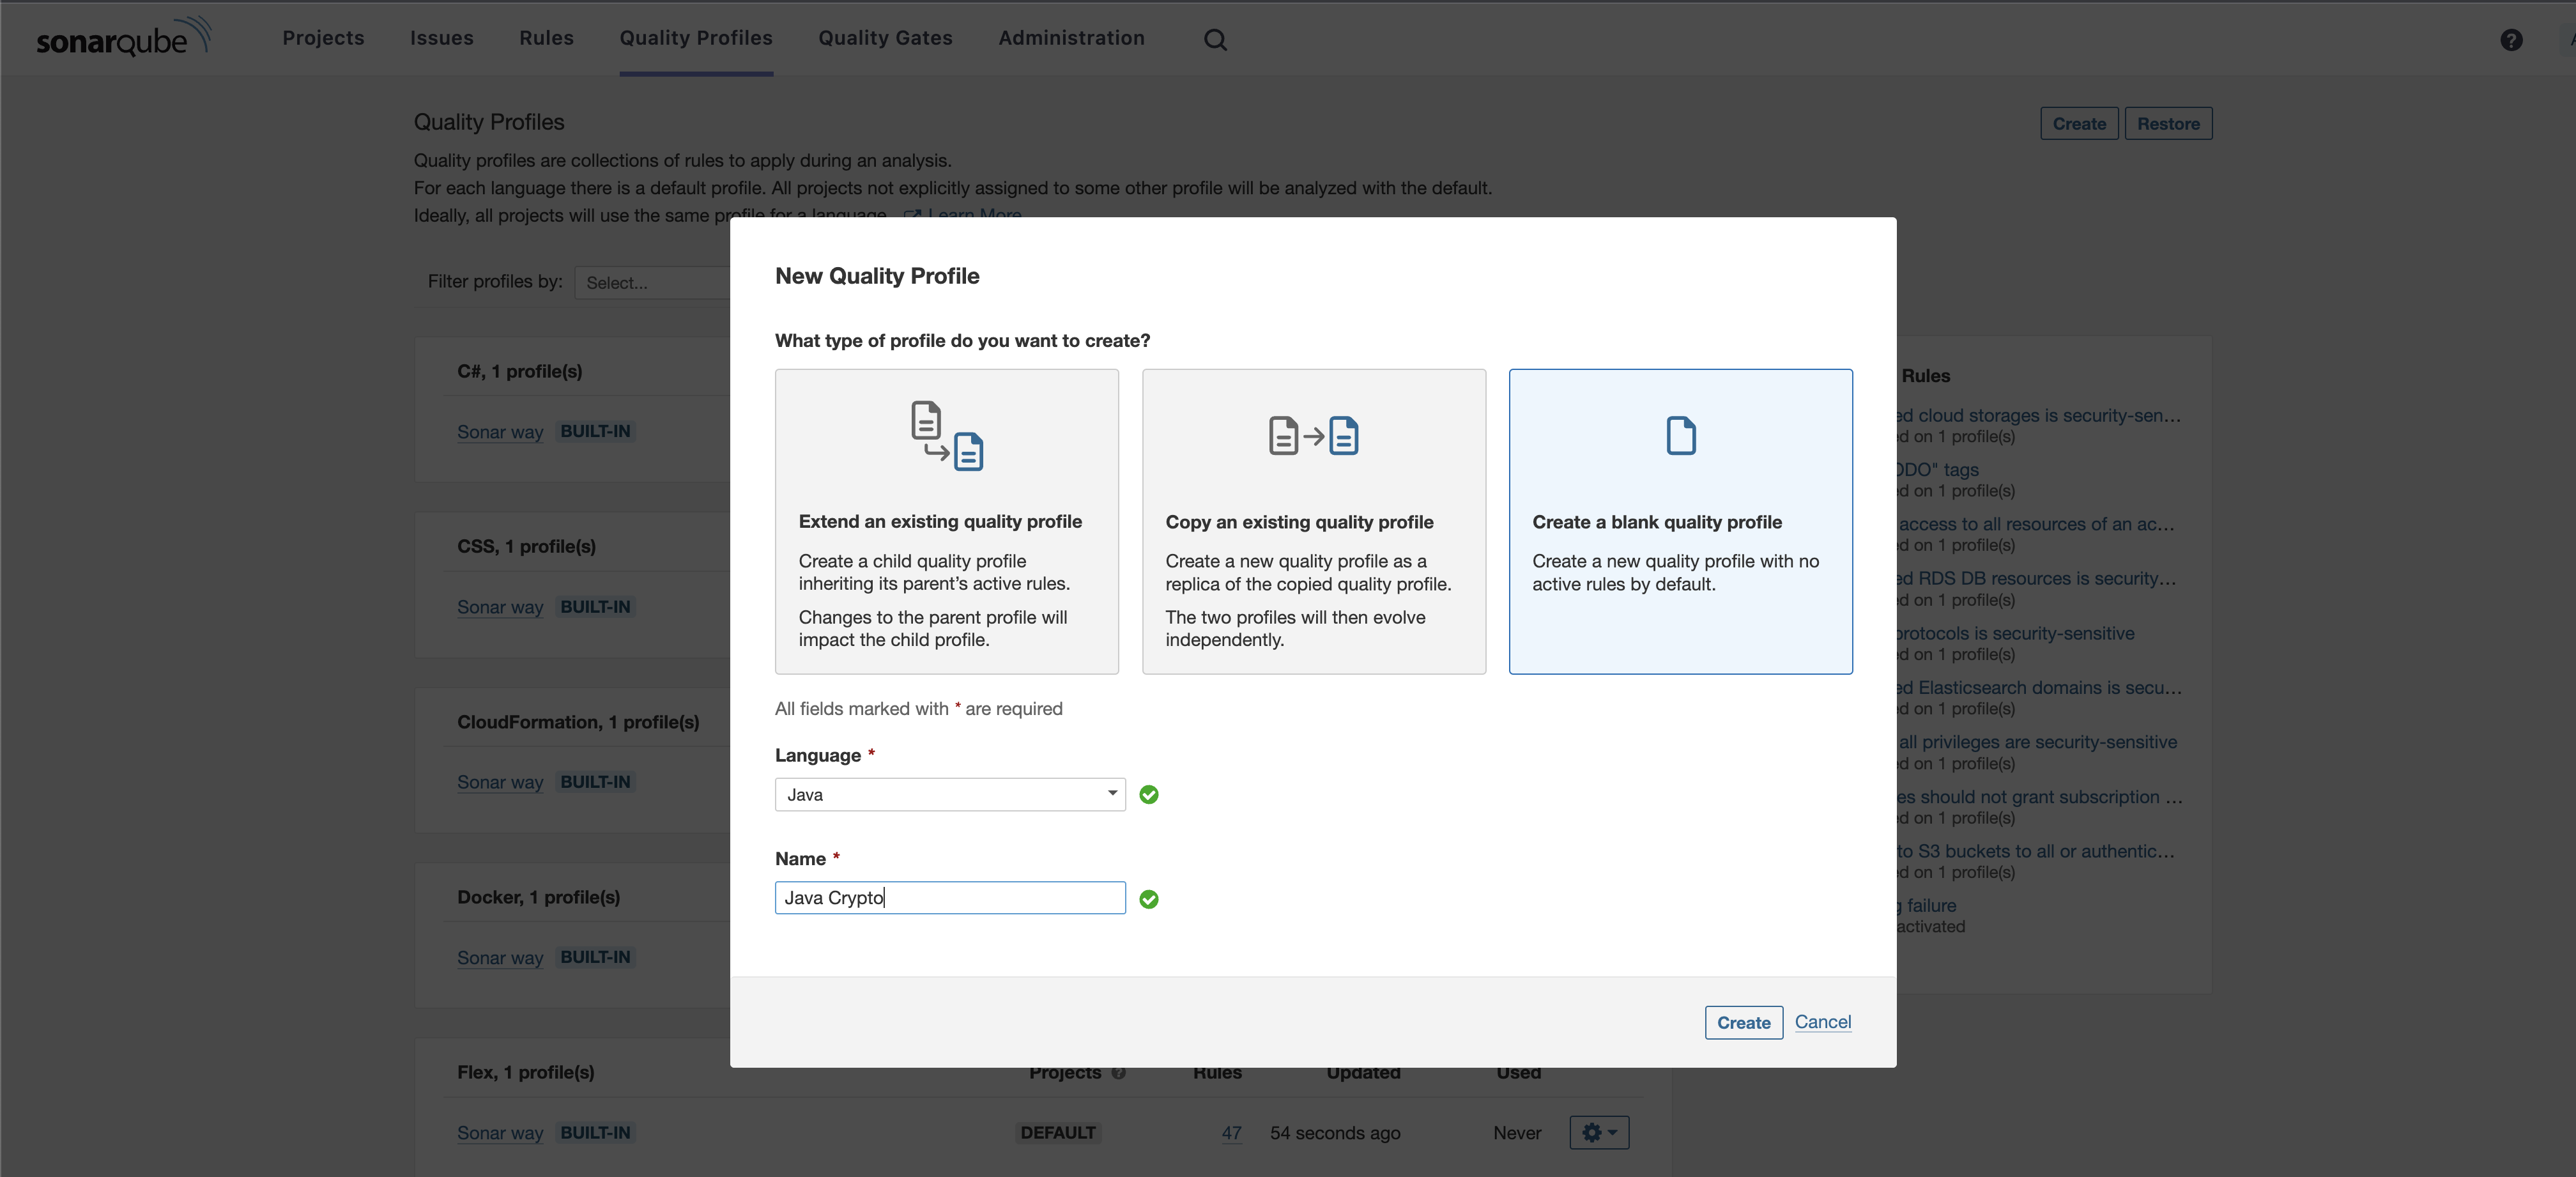 sonarqube
Projects Issues Rules Quality Profiles Quality Gates Administration
Quality Profiles
Create Restore
Quality profiles are collections of rules to apply during an analysis.
For each language there is a default profile. All projects not explicitly assigned to some other profile will be analyzed with the default.
Ideally, all projects will use the same profile for a language. Learn More
Filter profiles by: Select...
New Quality Profile
What type of profile do you want to create?
Extend an existing quality profile
Create a child quality profile
inheriting its parent’s active rules.
Changes to the parent profile will
impact the child profile.
Copy an existing quality profile
Create a new quality profile as a
replica of the copied quality profile.
The two profiles will then evolve
independently.
Create a blank quality profile
Create a new quality profile with no
active rules by default.
All fields marked with * are required
Language *
Java
Name *
Java Crypto
Create Cancel
C#, 1 profile(s)
Sonar way BUILT-IN
CSS, 1 profile(s)
Sonar way BUILT-IN
CloudFormation, 1 profile(s)
Sonar way BUILT-IN
Docker, 1 profile(s)
Sonar way BUILT-IN
Flex, 1 profile(s) Projects Rules Updated Used
Sonar way BUILT-IN DEFAULT 47 54 seconds ago Never
Rules
cloud storages is security-sen...
on 1 profile(s)
tags
on 1 profile(s)
access to all resources of an ac...
on 1 profile(s)
RDS DB resources is security...
on 1 profile(s)
protocols is security-sensitive
on 1 profile(s)
Elasticsearch domains is secu...
on 1 profile(s)
all privileges are security-sensitive
on 1 profile(s)
should not grant subscription ...
on 1 profile(s)
to S3 buckets to all or authentic...
on 1 profile(s)
failure
activated